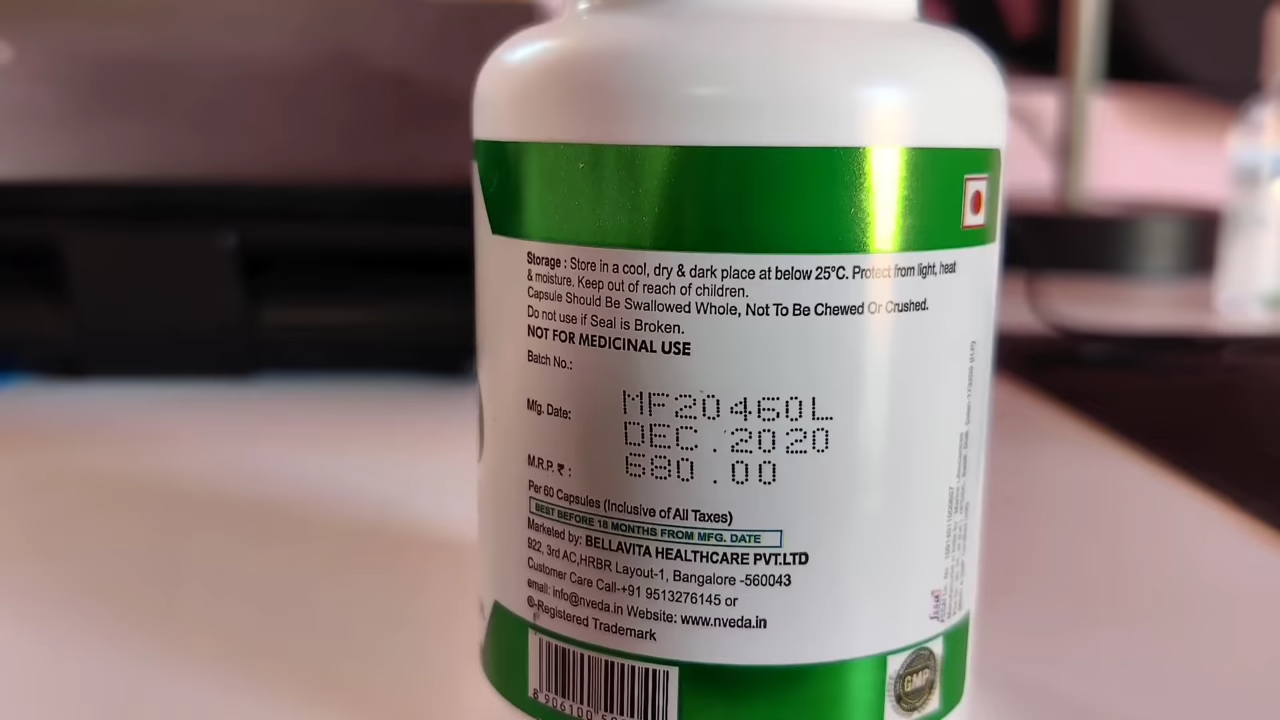 Storage : Store in a cool, dry & dark place at below 25°C. Protect from light, heat
& moisture. Keep out of reach of children.
Capsule Should Be Swallowed Whole, Not To Be Chewed Or Crushed.
Do not use if Seal is Broken.
NOT FOR MEDICINAL USE
Batch No.:
MF20460L
Mfg. Date:
DEC . 2020
M.R.P. ₹ :
680 . 00
Per 60 Capsules (Inclusive of All Taxes)
BEST BEFORE 18 MONTHS FROM MFG. DATE
Marketed by: BELLAVITA HEALTHCARE PVT.LTD
922, 3rd AC,HRBR Layout-1, Bangalore -560043
Customer Care Call-+91 9513276145 or
email: info@nveda.in Website: www.nveda.in
®-Registered Trademark
8 906100
GMP